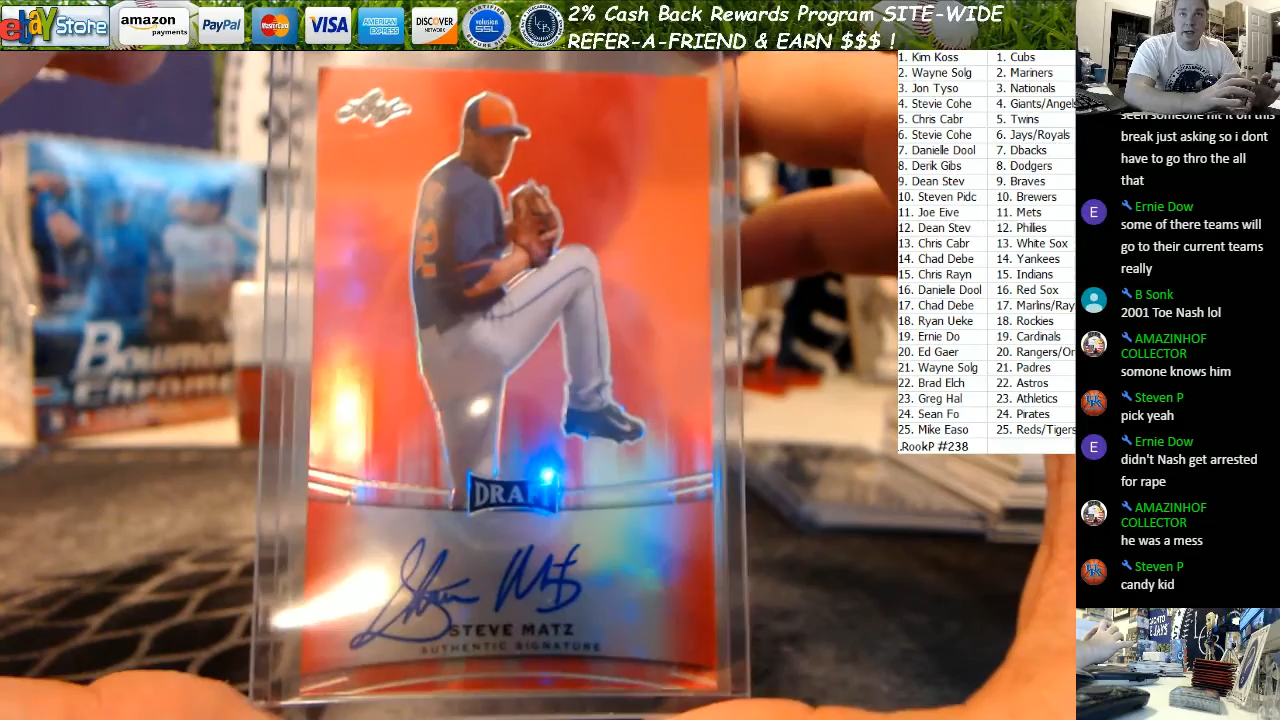 ebay Store
amazon
payments
PayPal
MasterCard
VISA
AMERICAN
EXPRESS
DISCOVER
NETWORK
volusion
SSL
CERTIFIED
2% Cash Back Rewards Program SITE-WIDE
REFER-A-FRIEND & EARN $$$ !
1. Kim Koss 1. Cubs
2. Wayne Solg 2. Mariners
3. Jon Tyso 3. Nationals
4. Stevie Cohe 4. Giants/Angels
5. Chris Cabr 5. Twins
6. Stevie Cohe 6. Jays/Royals
7. Danielle Dool 7. Dbacks
8. Derik Gibs 8. Dodgers
9. Dean Stev 9. Braves
10. Steven Pidc 10. Brewers
11. Joe Eive 11. Mets
12. Dean Stev 12. Philies
13. Chris Cabr 13. White Sox
14. Chad Debe 14. Yankees
15. Chris Rayn 15. Indians
16. Danielle Dool 16. Red Sox
17. Chad Debe 17. Marlins/Ray
18. Ryan Ueke 18. Rockies
19. Ernie Do 19. Cardinals
20. Ed Gaer 20. Rangers/Or
21. Wayne Solg 21. Padres
22. Brad Elch 22. Astros
23. Greg Hal 23. Athletics
24. Sean Fo 24. Pirates
25. Mike Easo 25. Reds/Tigers
.RookP #238
seen someone hit it on this
break just asking so i dont
have to go thro the all
that
E Ernie Dow
some of there teams will
go to their current teams
really
B Sonk
2001 Toe Nash lol
AMAZINHOF
COLLECTOR
somone knows him
Steven P
pick yeah
E Ernie Dow
didn't Nash get arrested
for rape
AMAZINHOF
COLLECTOR
he was a mess
Steven P
candy kid
Leaf
Bowman
Chrome
DRAFT
STEVE MATZ
AUTHENTIC SIGNATURE